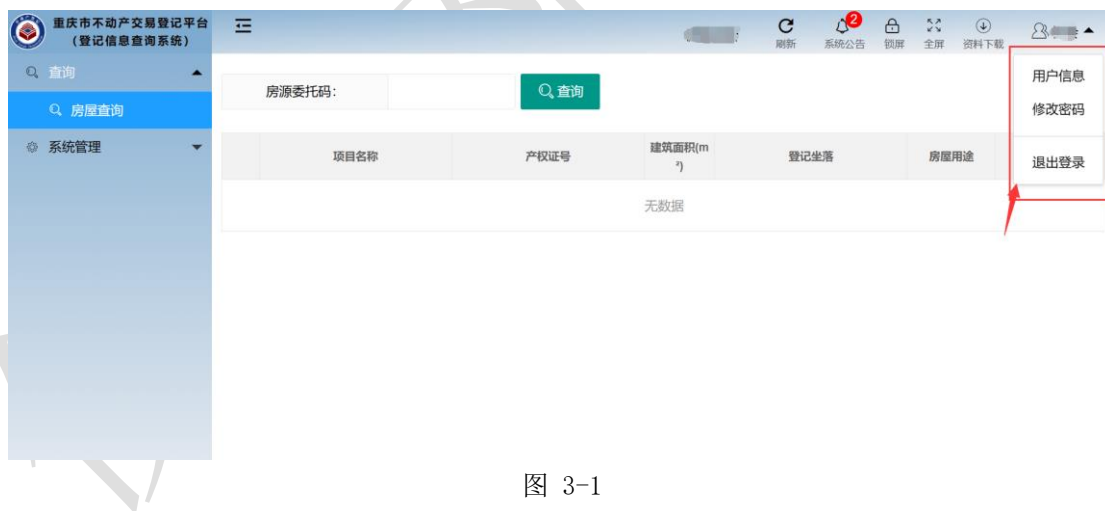 重庆市不动产交易登记平台
（登记信息查询系统）
刷新
2
系统公告
锁屏
全屏
资料下载
查询
房屋查询
系统管理
房源委托码：
查询
用户信息
修改密码
退出登录
项目名称
产权证号
建筑面积(m
²)
登记坐落
房屋用途
无数据
图 3-1